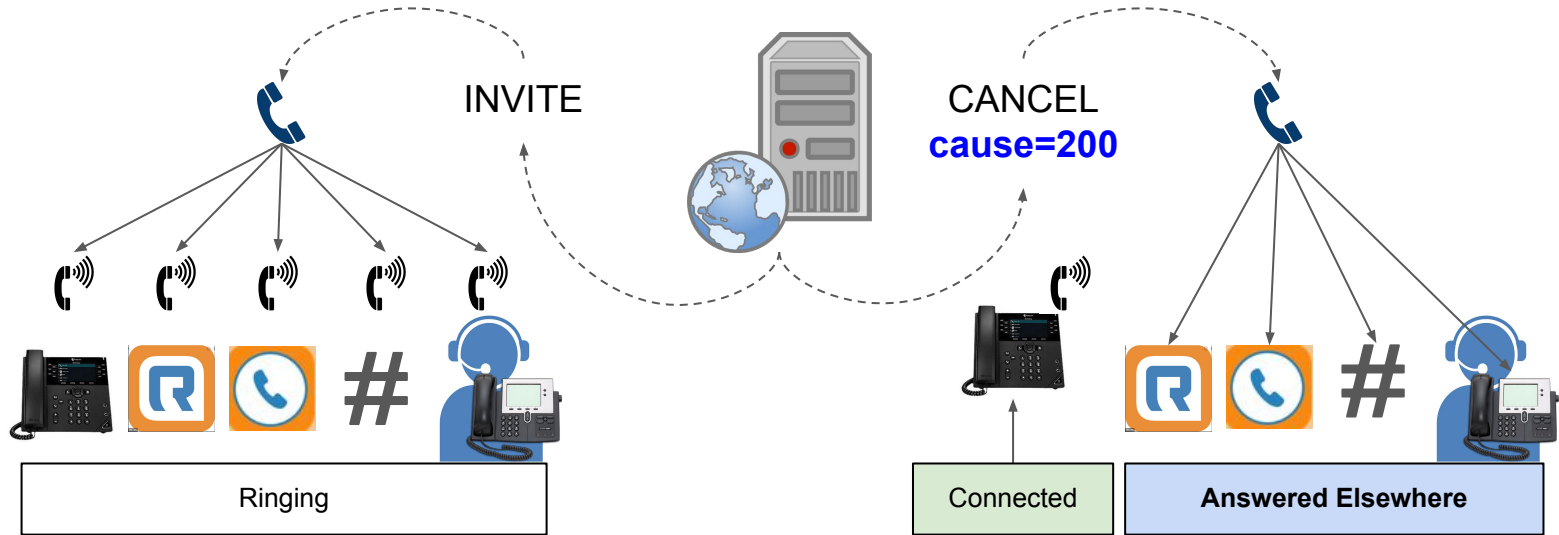 INVITE
CANCEL
cause=200
R
#
R
#
Ringing
Connected
Answered Elsewhere